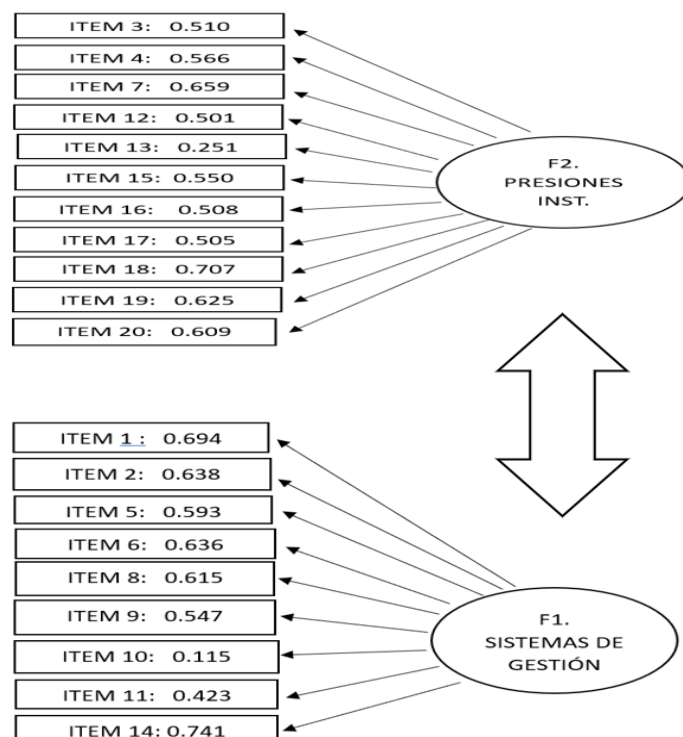 ITEM 3: 0.510
ITEM 4: 0.566
ITEM 7: 0.659
ITEM 12: 0.501
ITEM 13: 0.251
ITEM 15: 0.550
ITEM 16: 0.508
ITEM 17: 0.505
ITEM 18: 0.707
ITEM 19: 0.625
ITEM 20: 0.609
F2.
PRESIONES
INST.
ITEM 1 : 0.694
ITEM 2: 0.638
ITEM 5: 0.593
ITEM 6: 0.636
ITEM 8: 0.615
ITEM 9: 0.547
ITEM 10: 0.115
ITEM 11: 0.423
ITEM 14: 0.741
F1.
SISTEMAS DE
GESTIÓN